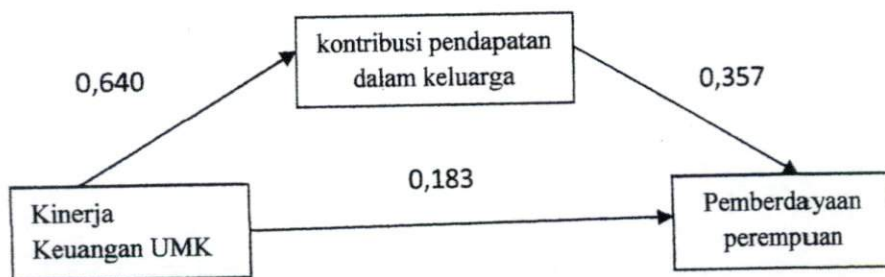 kontribusi pendapatan
dalam keluarga
0,640
0,357
0,183
Kinerja
Keuangan UMK
Pemberdayaan
perempuan